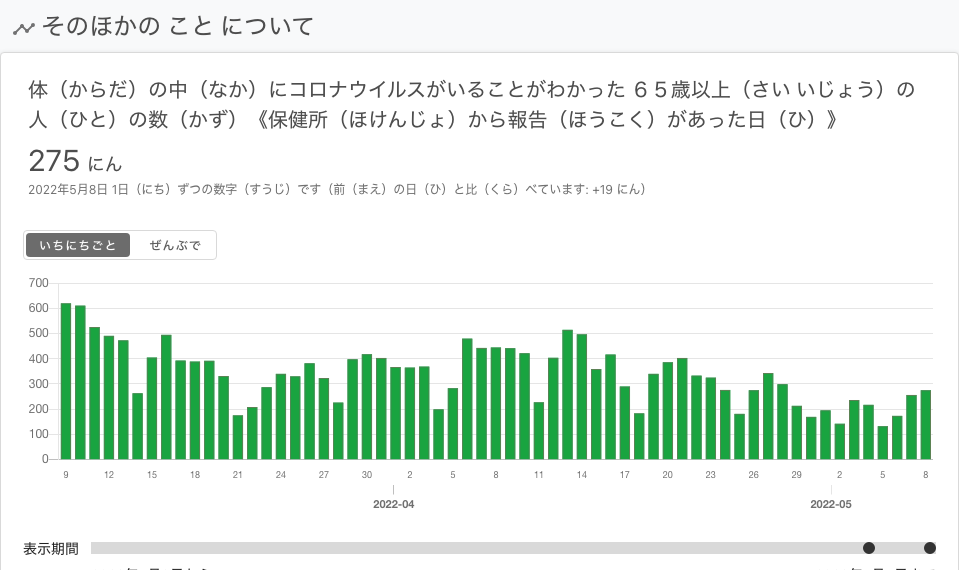 そのほかの こと について
体（からだ）の中（なか）にコロナウイルスがいることがわかった ６５歳以上（さい いじょう）の
人（ひと）の数（かず）《保健所（ほけんじょ）から報告（ほうこく）があった日（ひ）》
275 にん
2022年5月8日 1日（にち）ずつの数字（すうじ）です（前（まえ）の日（ひ）と比（くら）べています: +19 にん）
いちにちごと ぜんぶで
700
600
500
400
300
200
100
0
9 12 15 18 21 24 27 30 2 5 8 11 14 17 20 23 26 29 2 5 8
2022-04 2022-05
表示期間